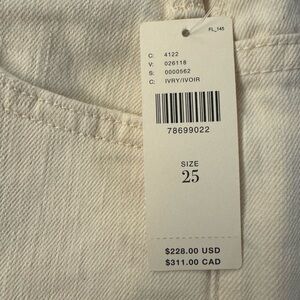 FL_145
C: 4122
V: 026118
S: 0000562
C: IVRY/IVOIR
78699022
SIZE
25
$228.00 USD
$311.00 CAD